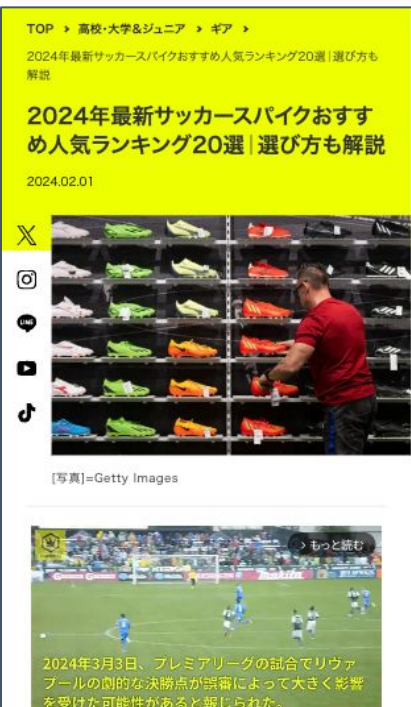 TOP > 高校・大学&ジュニア > ギア >
2024年最新サッカースパイクおすすめ人気ランキング20選|選び方も
解説
2024年最新サッカースパイクおすす
め人気ランキング20選|選び方も解説
2024.02.01
LINE
[写真]=Getty Images
>もっと読む
2024年3月3日、プレミアリーグの試合でリヴァ
プールの劇的な決勝点が誤審によって大きく影響
を受けた可能性があると報じられた。